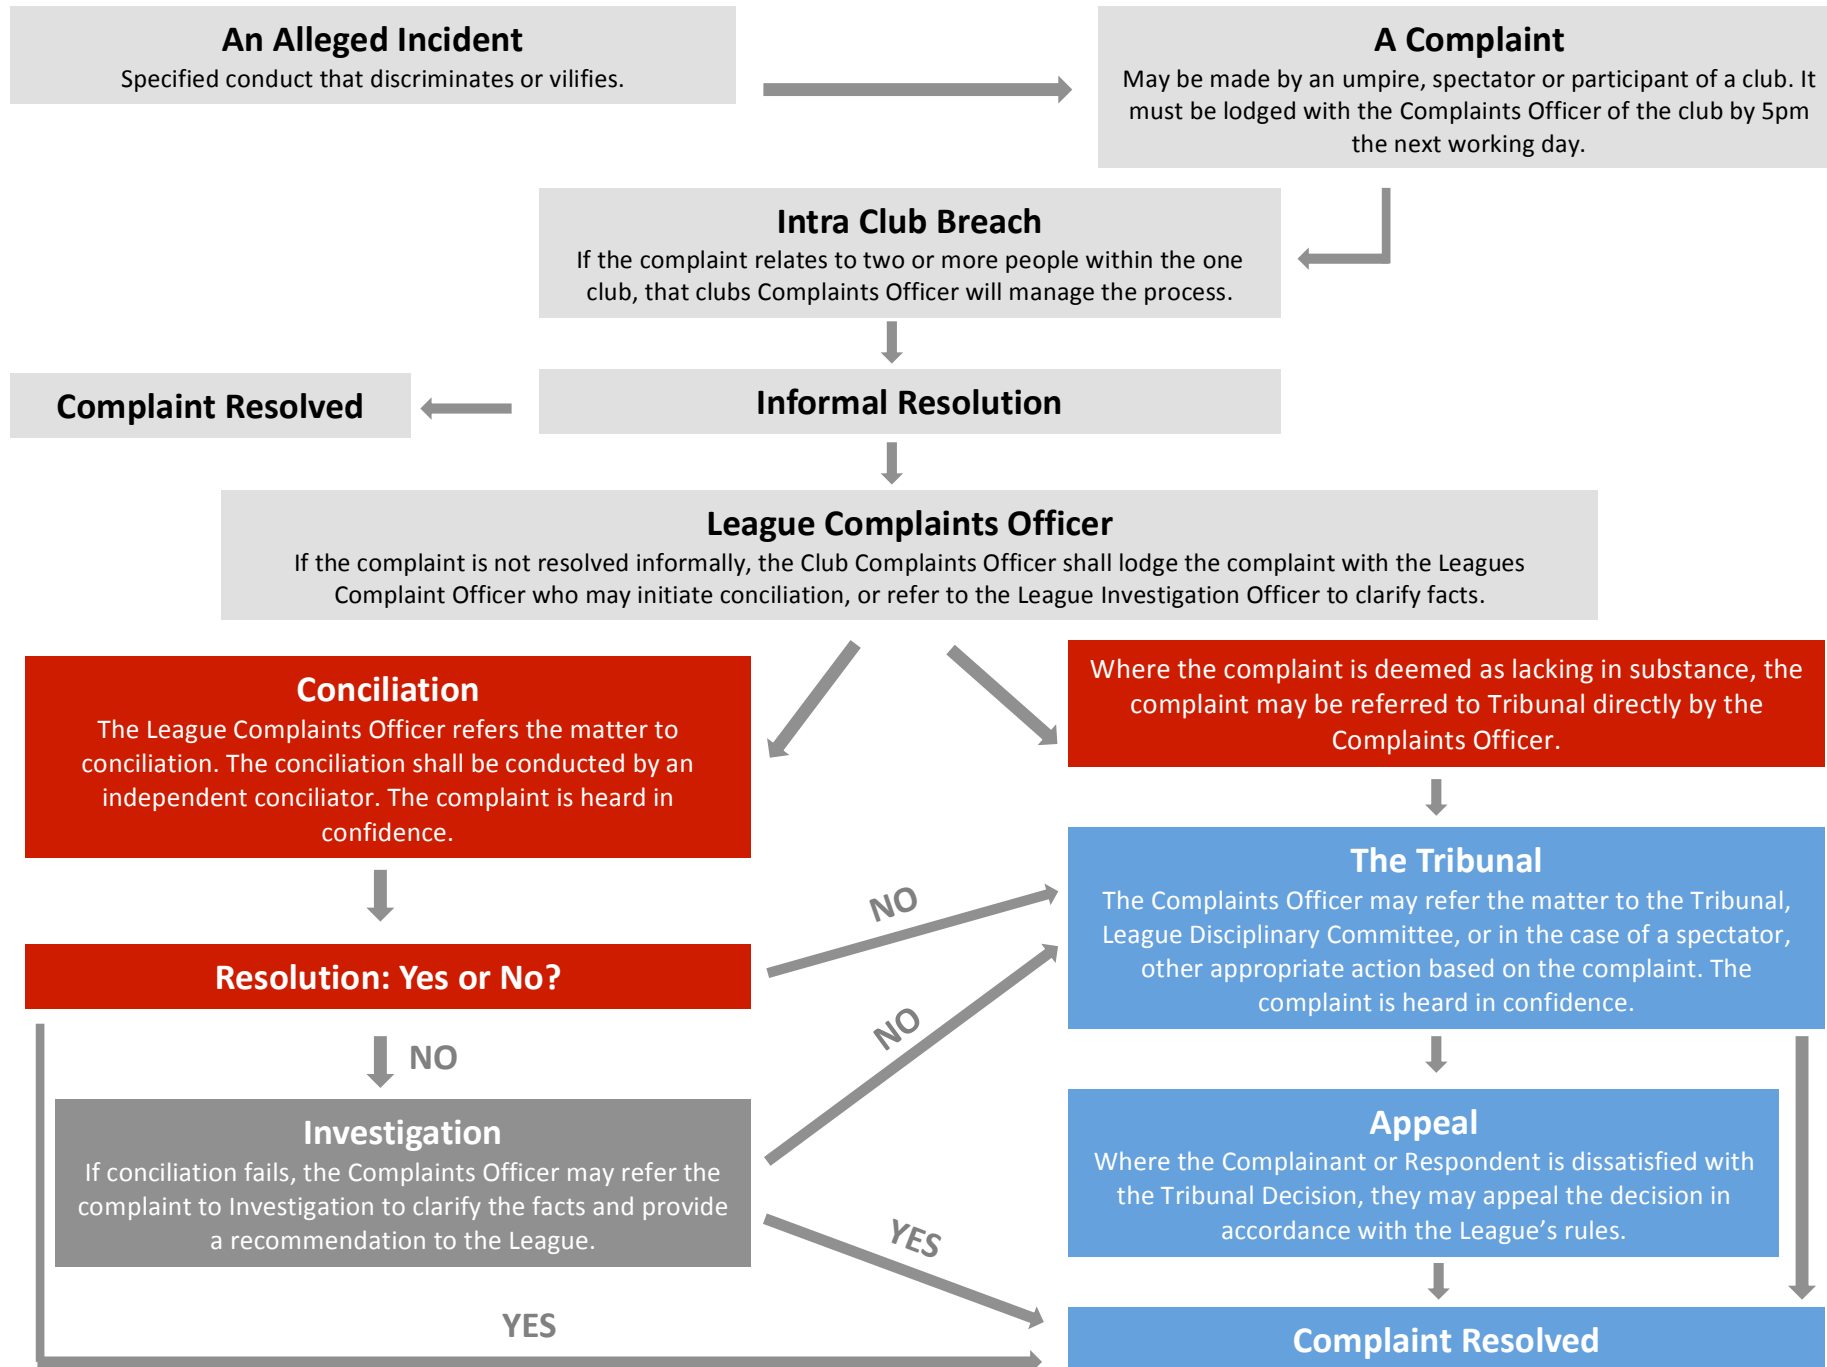 An Alleged Incident
Specified conduct that discriminates or vilifies.
A Complaint
May be made by an umpire, spectator or participant of a club. It
must be lodged with the Complaints Officer of the club by 5pm
the next working day.
Intra Club Breach
If the complaint relates to two or more people within the one
club, that clubs Complaints Officer will manage the process.
Complaint Resolved
Informal Resolution
League Complaints Officer
If the complaint is not resolved informally, the Club Complaints Officer shall lodge the complaint with the Leagues
Complaint Officer who may initiate conciliation, or refer to the League Investigation Officer to clarify facts.
Conciliation
The League Complaints Officer refers the matter to
conciliation. The conciliation shall be conducted by an
independent conciliator. The complaint is heard in
confidence.
Where the complaint is deemed as lacking in substance, the
complaint may be referred to Tribunal directly by the
Complaints Officer.
Resolution: Yes or No?
NO
The Tribunal
The Complaints Officer may refer the matter to the Tribunal,
League Disciplinary Committee, or in the case of a spectator,
other appropriate action based on the complaint. The
complaint is heard in confidence.
NO
NO
Investigation
If conciliation fails, the Complaints Officer may refer the
complaint to Investigation to clarify the facts and provide
a recommendation to the League.
Appeal
Where the Complainant or Respondent is dissatisfied with
the Tribunal Decision, they may appeal the decision in
accordance with the League’s rules.
YES
YES
Complaint Resolved